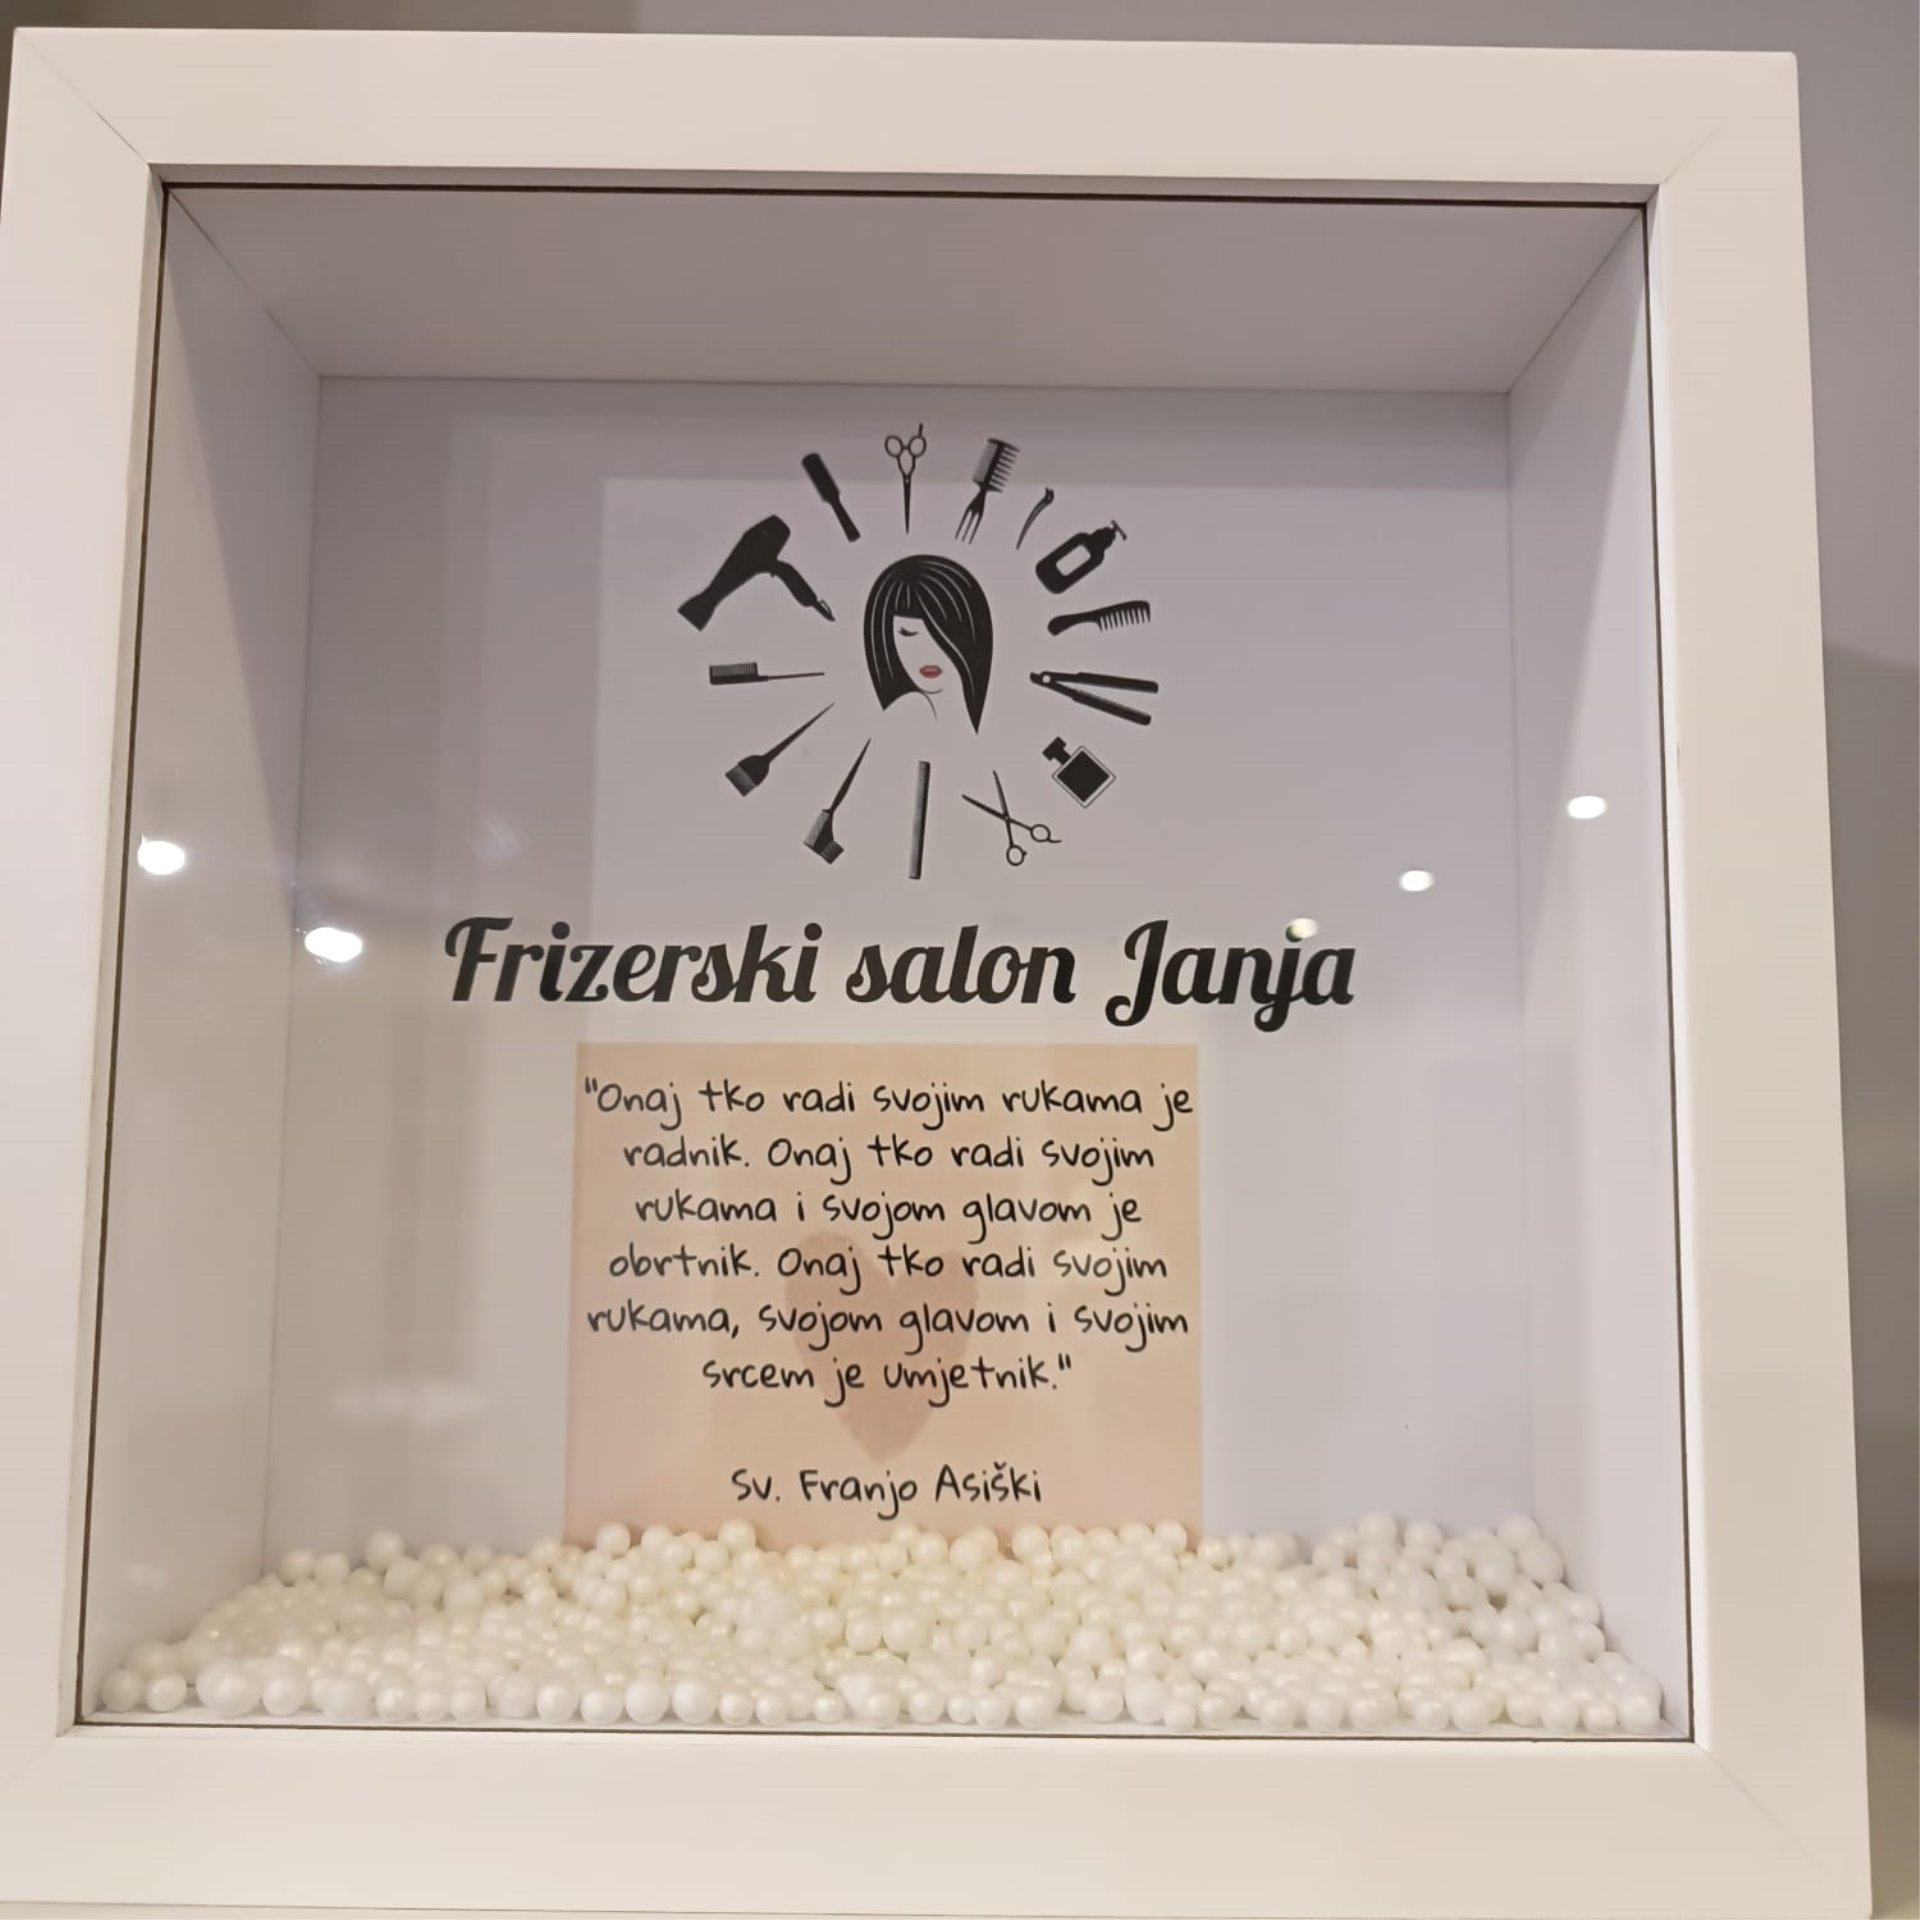 Frizerski salon Janja
"Onaj tko radi svojim rukama je
radnik. Onaj tko radi svojim
rukama i svojom glavom je
obrtnik. Onaj tko radi svojim
rukama, svojom glavom i svojim
srcem je umjetnik."
Sv. Franjo Asiški